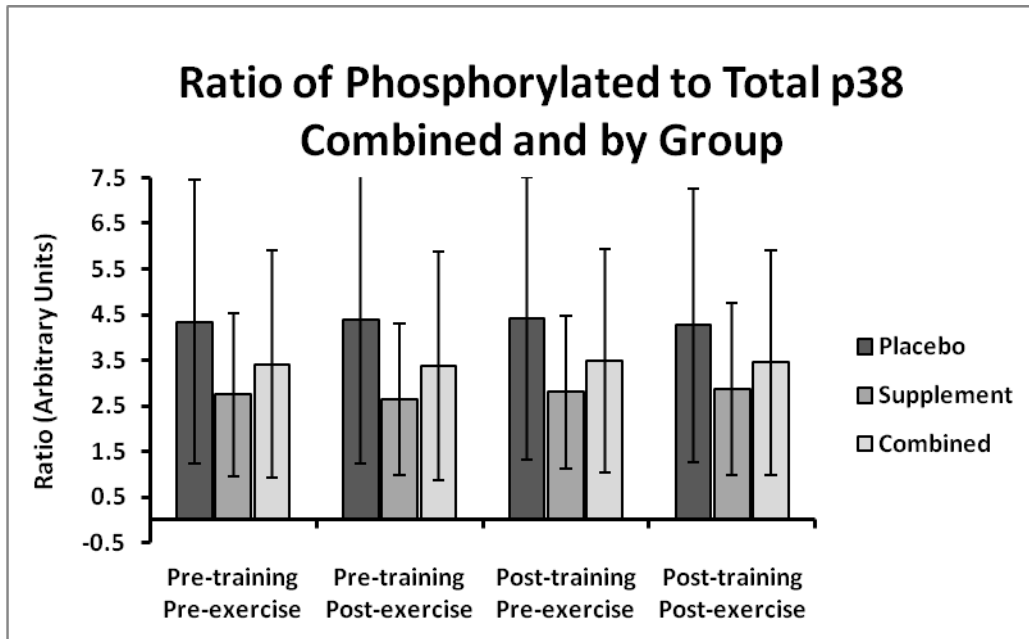 Ratio of Phosphorylated to Total p38
Combined and by Group
Ratio (Arbitrary Units)
7.5
6.5
5.5
4.5
3.5
2.5
1.5
0.5
-0.5
Placebo
Supplement
Combined
Pre-training Pre-training Post-training Post-training
Pre-exercise Post-exercise Pre-exercise Post-exercise